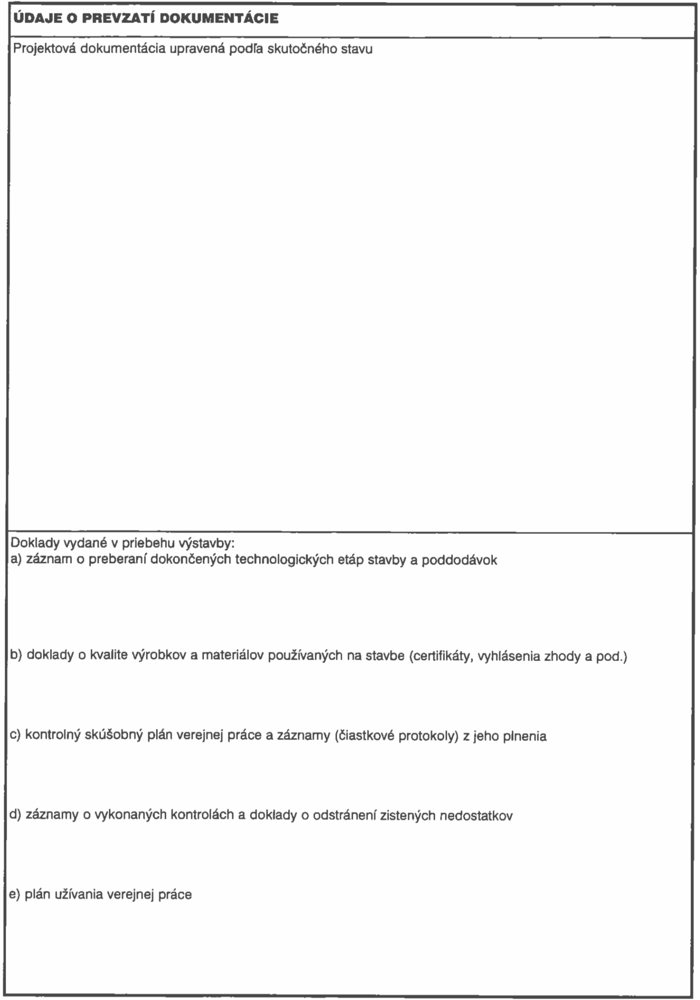 ÚDAJE O PREVZATÍ DOKUMENTÁCIE
Projektová dokumentácia upravená podľa skutočného stavu
Doklady vydané v priebehu výstavby:
a) záznam o preberaní dokončených technologických etáp stavby a poddodávok
b) doklady o kvalite výrobkov a materiálov používaných na stavbe (certifikáty, vyhlásenia zhody a pod.)
c) kontrolný skúšobný plán verejnej práce a záznamy (čiastkové protokoly) z jeho plnenia
d) záznamy o vykonaných kontrolách a doklady o odstránení zistených nedostatkov
e) plán užívania verejnej práce